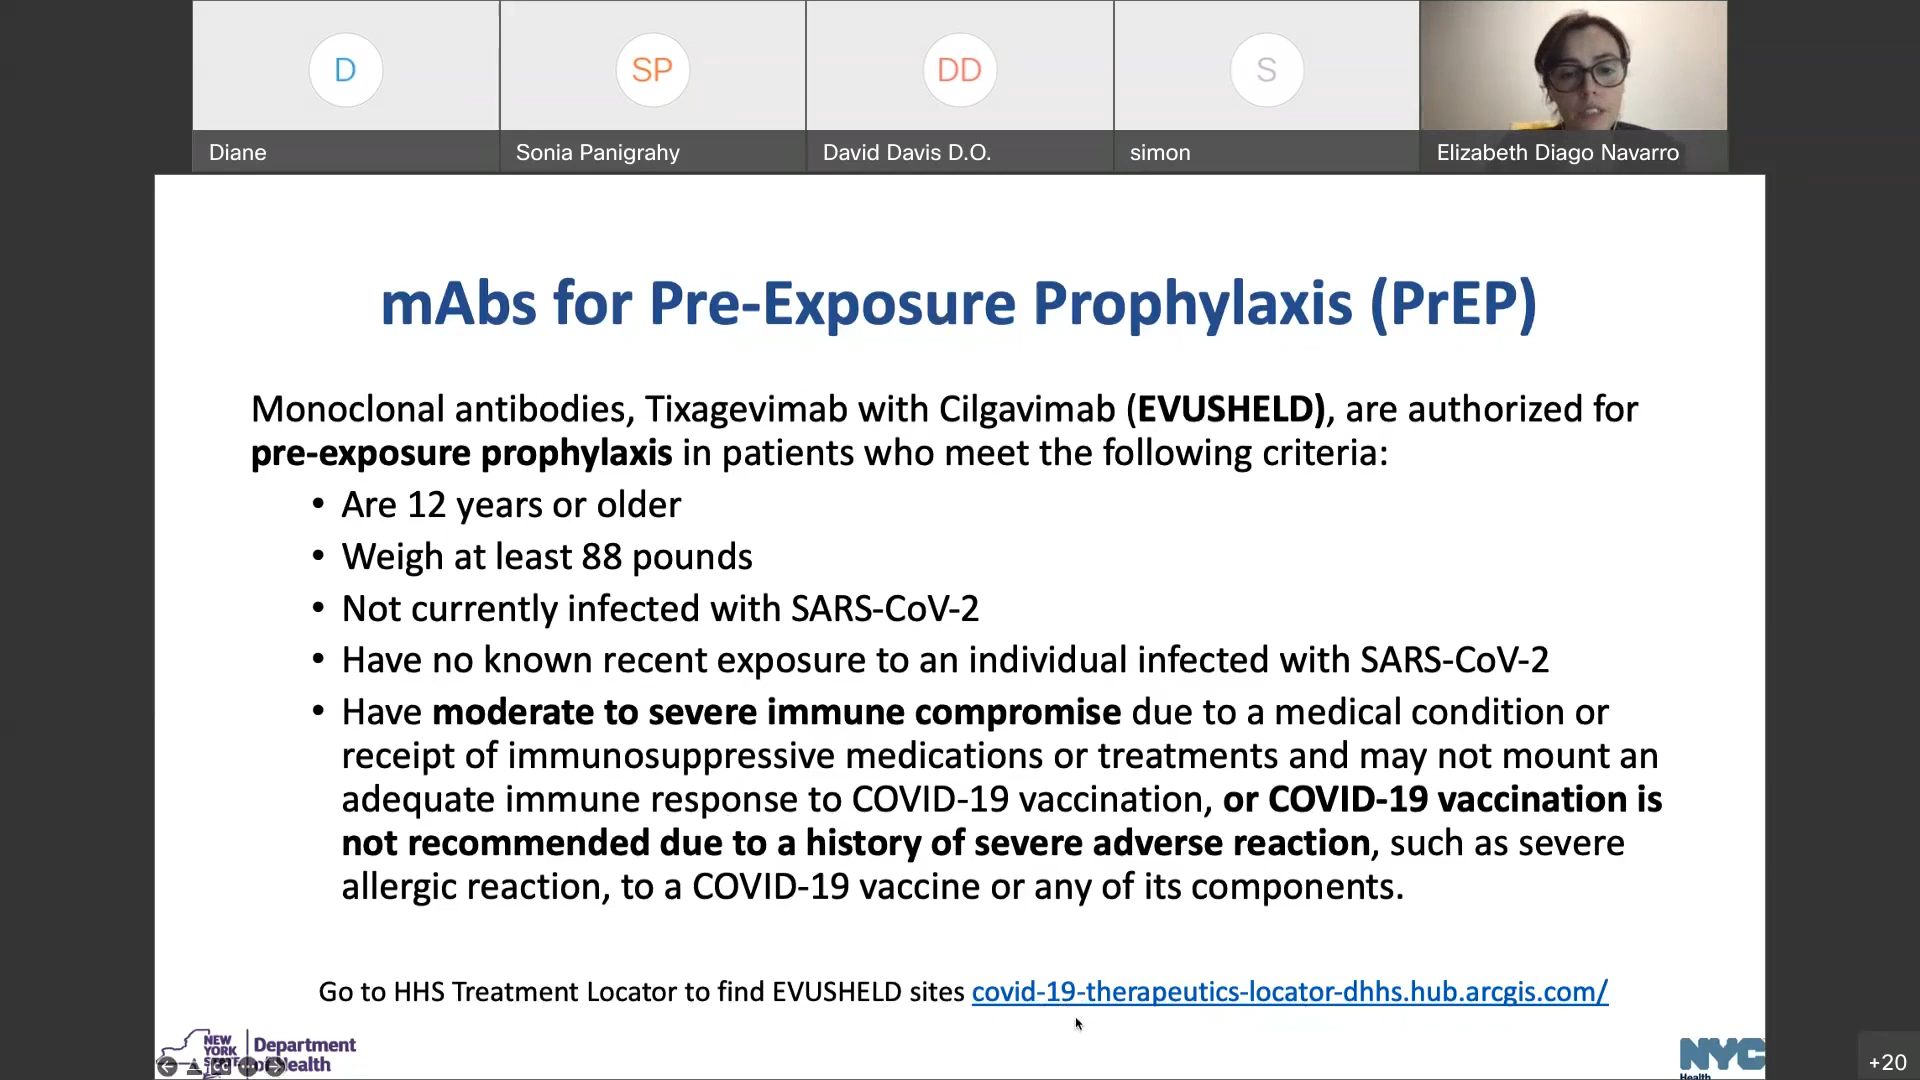 D
SP
DD
S
Diane
Sonia Panigrahy
David Davis D.O.
simon
Elizabeth Diago Navarro
mAbs for Pre-Exposure Prophylaxis (PrEP)
Monoclonal antibodies, Tixagevimab with Cilgavimab (EVUSHELD), are authorized for
pre-exposure prophylaxis in patients who meet the following criteria:
• Are 12 years or older
• Weigh at least 88 pounds
• Not currently infected with SARS-CoV-2
• Have no known recent exposure to an individual infected with SARS-CoV-2
• Have moderate to severe immune compromise due to a medical condition or
receipt of immunosuppressive medications or treatments and may not mount an
adequate immune response to COVID-19 vaccination, or COVID-19 vaccination is
not recommended due to a history of severe adverse reaction, such as severe
allergic reaction, to a COVID-19 vaccine or any of its components.
Go to HHS Treatment Locator to find EVUSHELD sites covid-19-therapeutics-locator-dhhs.hub.arcgis.com/
NEW
YORK
Department
NYC
Health
+20